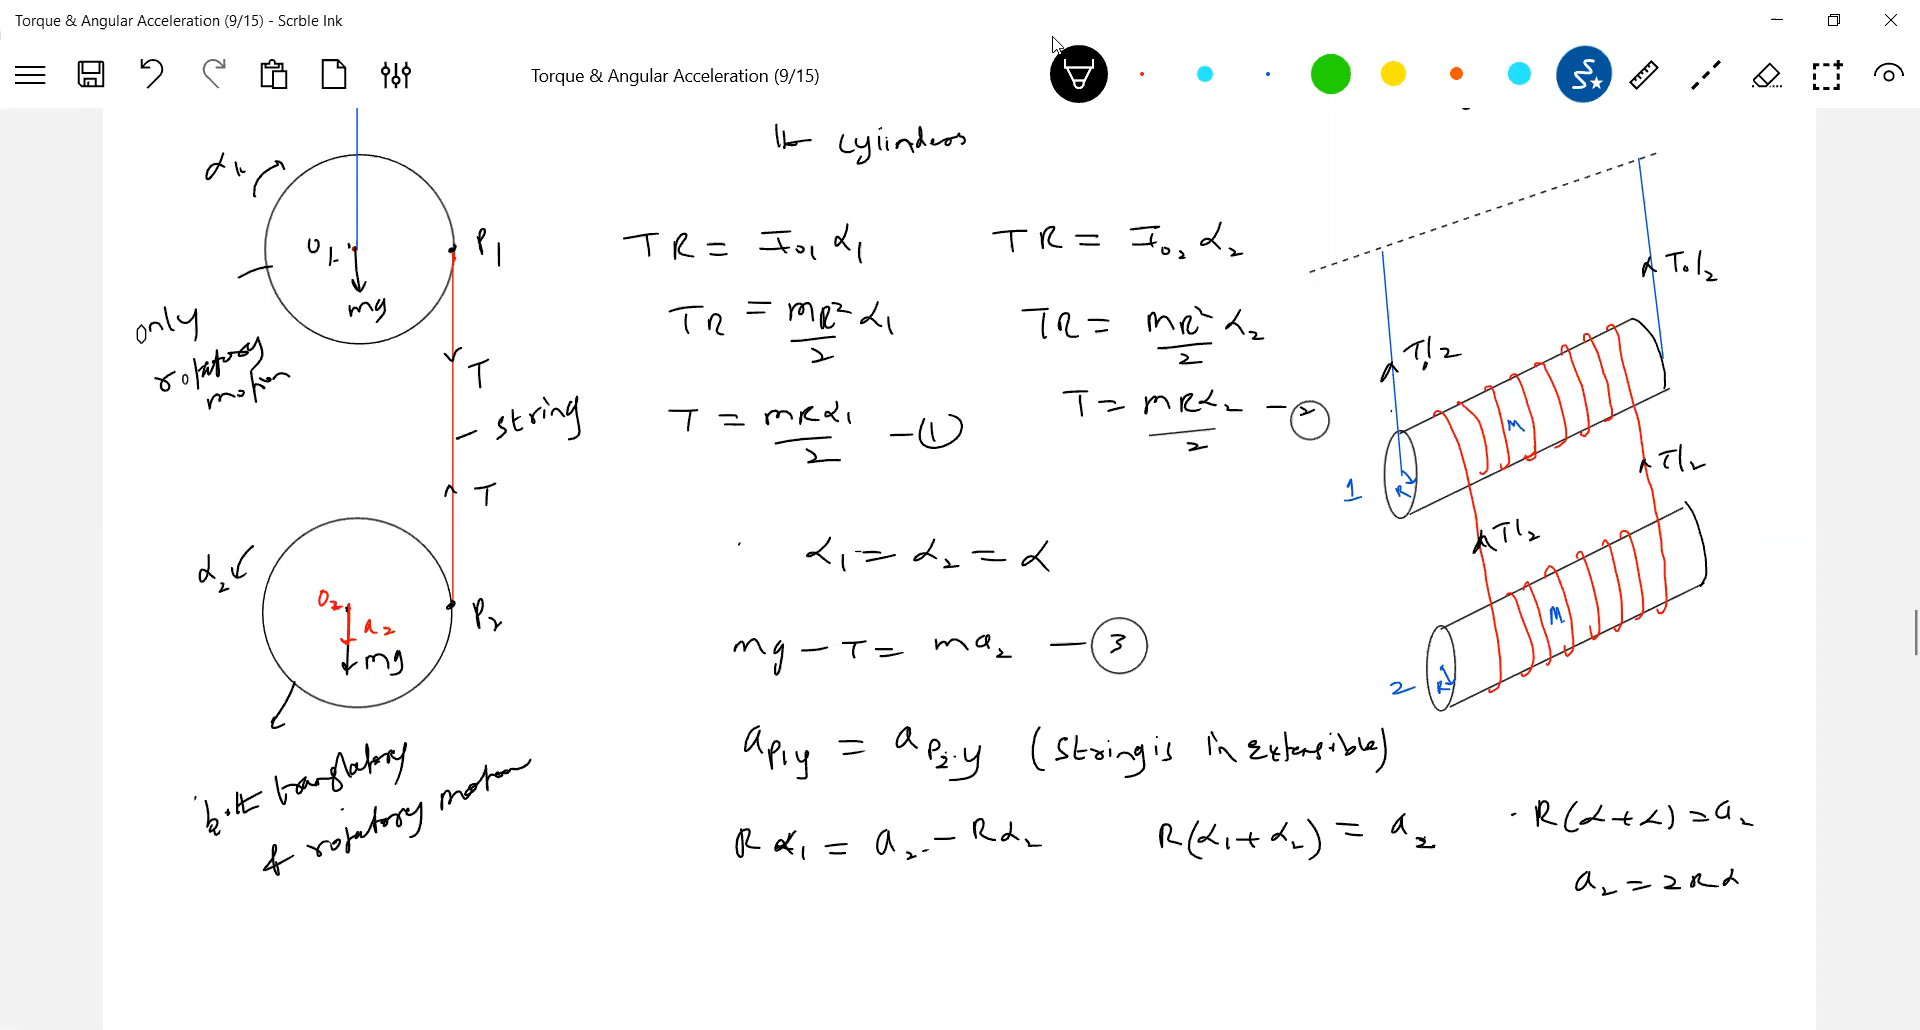 Torque & Angular Acceleration (9/15) - Scrble Ink
Torque & Angular Acceleration (9/15)
cylinders
α₁
O₁
P₁
mg
only
rotatory
motion
T
string
T
α₂
O₂
a₂
mg
P₂
both translatory
& rotatory motion
TR = I₀₁ α₁
TR = mR²/2 α₁
T = mRα₁/2 - ①
TR = I₀₂ α₂
TR = mR²/2 α₂
T = mRα₂/2 - ②
α₁ = α₂ = α
mg - T = ma₂ - ③
aP₁y = aP₂y (string is inextensible)
Rα₁ = a₂ - Rα₂
R(α₁ + α₂) = a₂
R(α + α) = a₂
a₂ = 2Rα
T₀/2
T₁/2
M
R
1
T/2
T/2
M
R
2